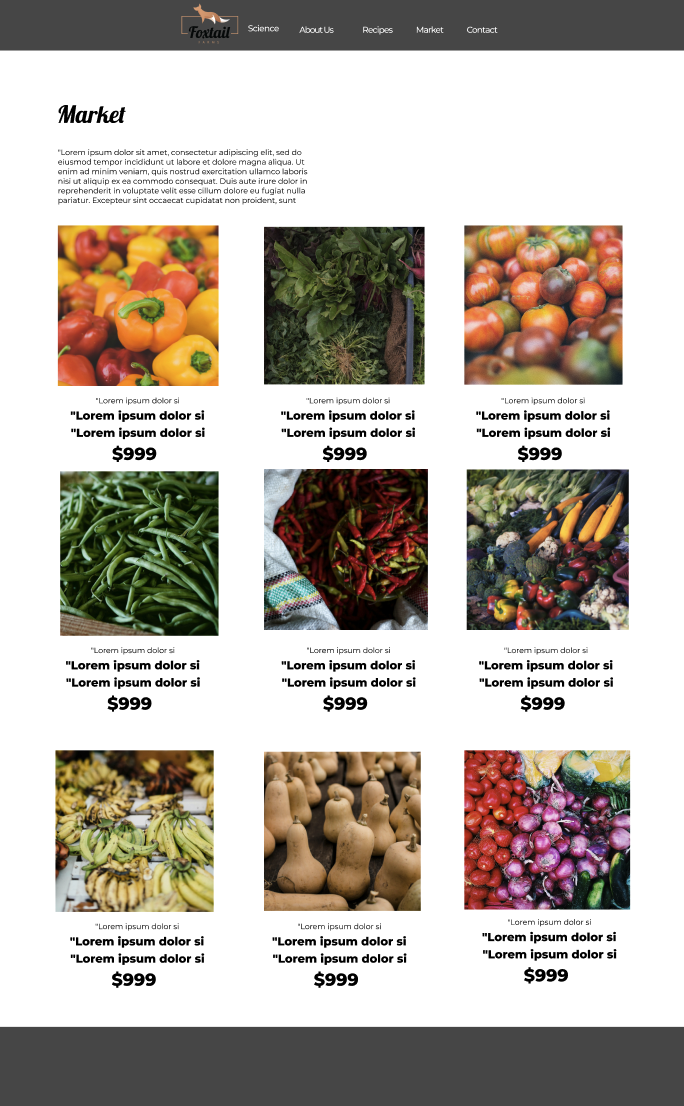 Foxtail
FARMS
Science
About Us
Recipes
Market
Contact
Market
"Lorem ipsum dolor sit amet, consectetur adipiscing elit, sed do
eiusmod tempor incididunt ut labore et dolore magna aliqua. Ut
enim ad minim veniam, quis nostrud exercitation ullamco laboris
nisi ut aliquip ex ea commodo consequat. Duis aute irure dolor in
reprehenderit in voluptate velit esse cillum dolore eu fugiat nulla
pariatur. Excepteur sint occaecat cupidatat non proident, sunt
"Lorem ipsum dolor si
"Lorem ipsum dolor si
"Lorem ipsum dolor si
$999
"Lorem ipsum dolor si
"Lorem ipsum dolor si
"Lorem ipsum dolor si
$999
"Lorem ipsum dolor si
"Lorem ipsum dolor si
"Lorem ipsum dolor si
$999
"Lorem ipsum dolor si
"Lorem ipsum dolor si
"Lorem ipsum dolor si
$999
"Lorem ipsum dolor si
"Lorem ipsum dolor si
"Lorem ipsum dolor si
$999
"Lorem ipsum dolor si
"Lorem ipsum dolor si
"Lorem ipsum dolor si
$999
"Lorem ipsum dolor si
"Lorem ipsum dolor si
"Lorem ipsum dolor si
$999
"Lorem ipsum dolor si
"Lorem ipsum dolor si
"Lorem ipsum dolor si
$999
"Lorem ipsum dolor si
"Lorem ipsum dolor si
"Lorem ipsum dolor si
$999